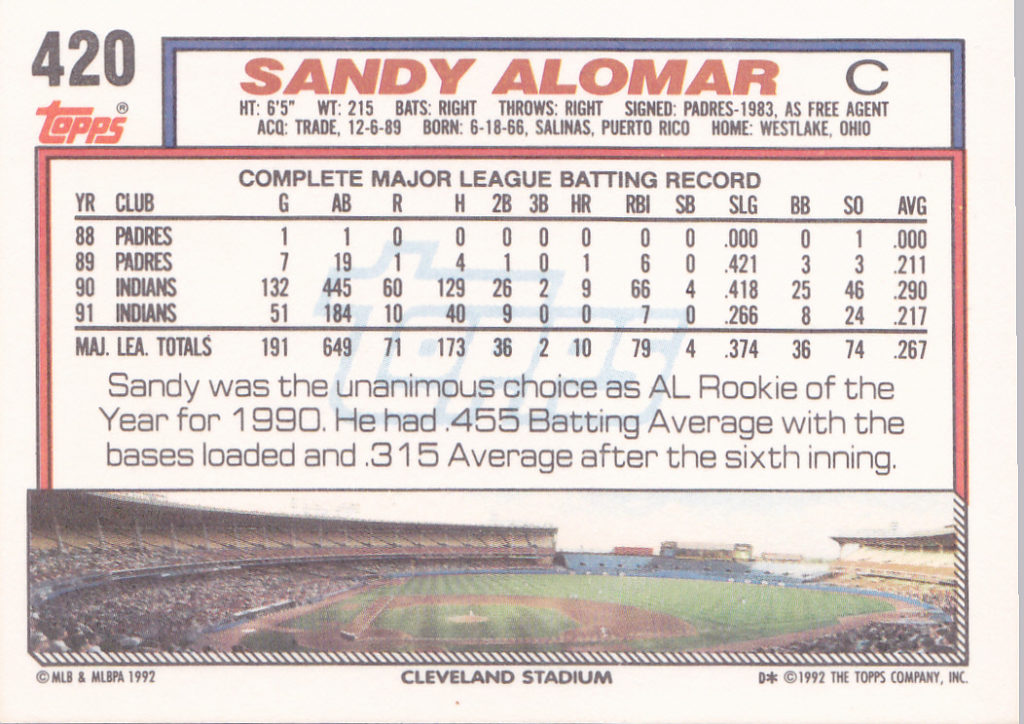 420
SANDY ALOMAR C
topps®
HT: 6'5" WT: 215 BATS: RIGHT THROWS: RIGHT SIGNED: PADRES-1983, AS FREE AGENT
ACQ: TRADE, 12-6-89 BORN: 6-18-66, SALINAS, PUERTO RICO HOME: WESTLAKE, OHIO
COMPLETE MAJOR LEAGUE BATTING RECORD
YR CLUB G AB R H 2B 3B HR RBI SB SLG BB SO AVG
88 PADRES 1 1 0 0 0 0 0 0 0 .000 0 1 .000
89 PADRES 7 19 1 4 1 0 1 6 0 .421 3 3 .211
90 INDIANS 132 445 60 129 26 2 9 66 4 .418 25 46 .290
91 INDIANS 51 184 10 40 9 0 0 7 0 .266 8 24 .217
MAJ. LEA. TOTALS 191 649 71 173 36 2 10 79 4 .374 36 74 .267
topps
Sandy was the unanimous choice as AL Rookie of the
Year for 1990. He had .455 Batting Average with the
bases loaded and .315 Average after the sixth inning.
© MLB & MLBPA 1992 CLEVELAND STADIUM D* © 1992 THE TOPPS COMPANY, INC.